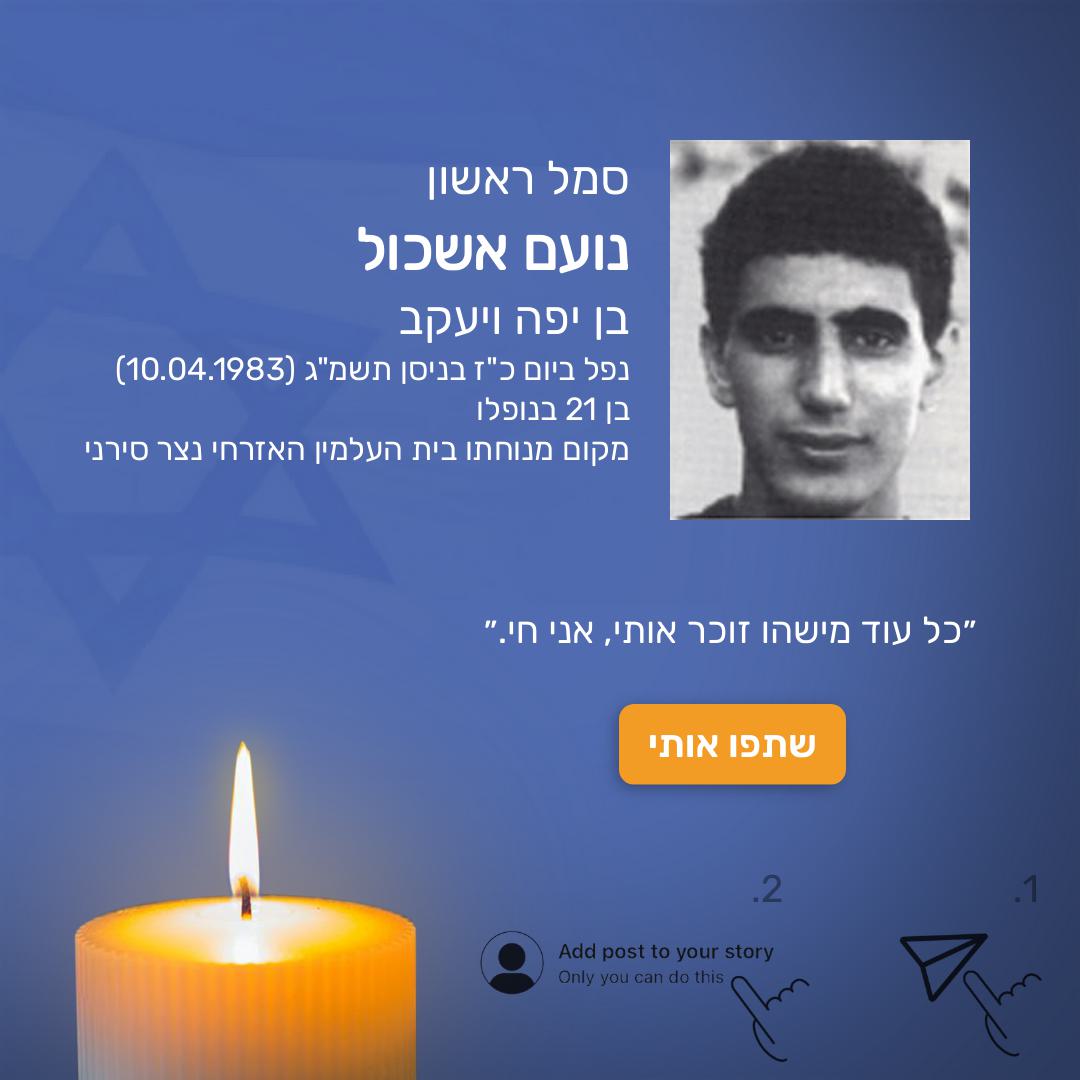 סמל ראשון
נועם אשכול
בן יפה ויעקב
נפל ביום כ"ז בניסן תשמ"ג (10.04.1983)
בן 21 בנופלו
מקום מנוחתו בית העלמין האזרחי נצר סירני
״כל עוד מישהו זוכר אותי, אני חי.״
שתפו אותי
.1
.2
Add post to your story
Only you can do this